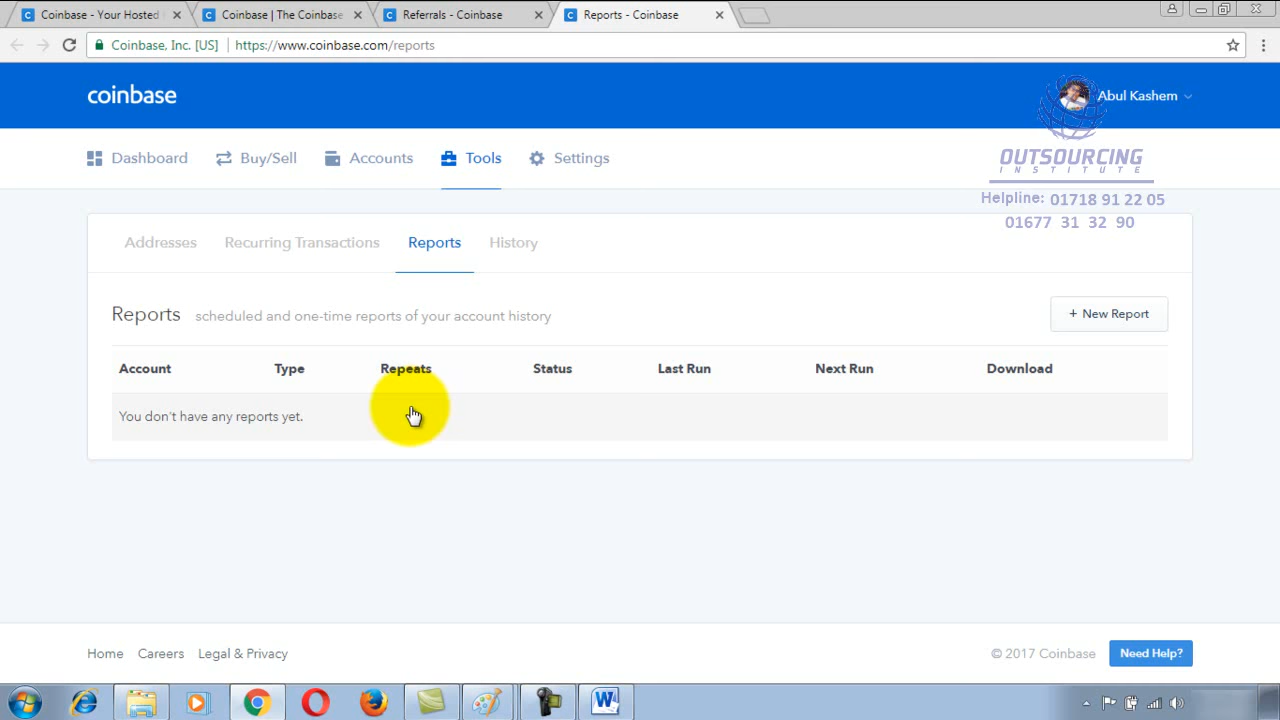 Coinbase - Your Hosted
Coinbase | The Coinbase
Referrals - Coinbase
Reports - Coinbase
Coinbase, Inc. [US]
https://www.coinbase.com/reports
coinbase
Abul Kashem
Dashboard
Buy/Sell
Accounts
Tools
Settings
OUTSOURCING
INSTITUTE
Helpline: 01718 91 22 05
01677 31 32 90
Addresses
Recurring Transactions
Reports
History
Reports scheduled and one-time reports of your account history
+ New Report
Account Type Repeats Status Last Run Next Run Download
You don't have any reports yet.
Home Careers Legal & Privacy
© 2017 Coinbase
Need Help?